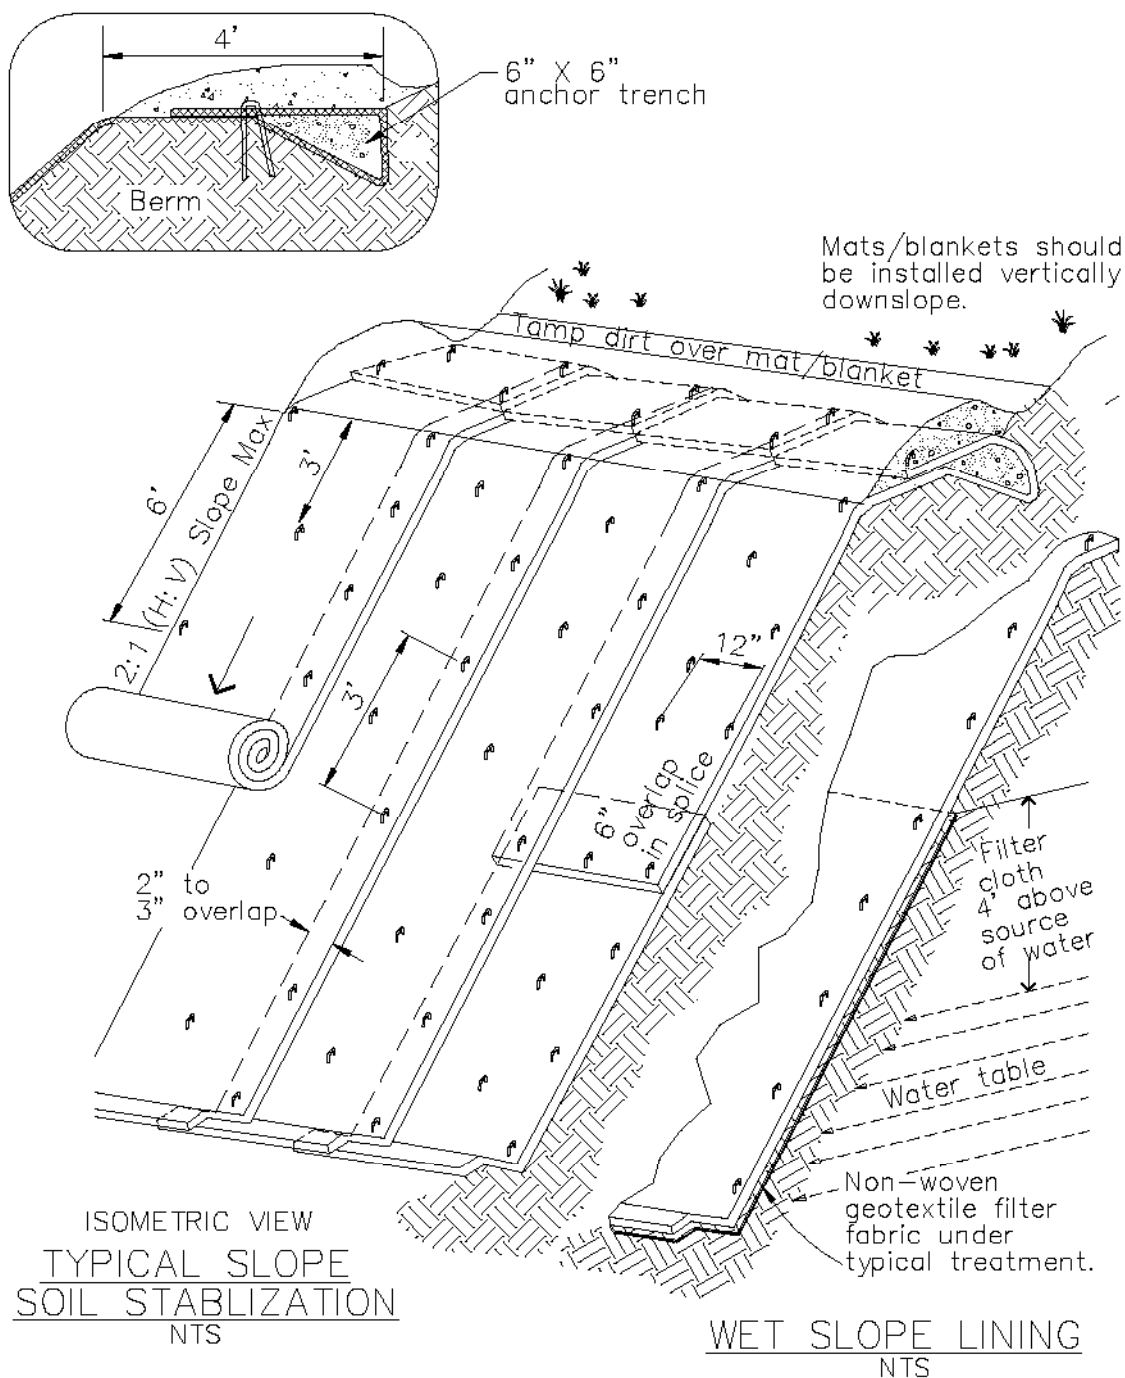 4'
6" X 6"
anchor trench
Berm
Mats/blankets should
be installed vertically
downslope.
Tamp dirt over mat/blanket
6'
3'
2:1 (H: V) Slope Max
12"
3'
6"
overlap
in splice
2" to
3" overlap
Filter
cloth
4' above
source
of water
Water table
Non-woven
geotextile filter
fabric under
typical treatment.
ISOMETRIC VIEW
TYPICAL SLOPE
SOIL STABLIZATION
NTS
WET SLOPE LINING
NTS